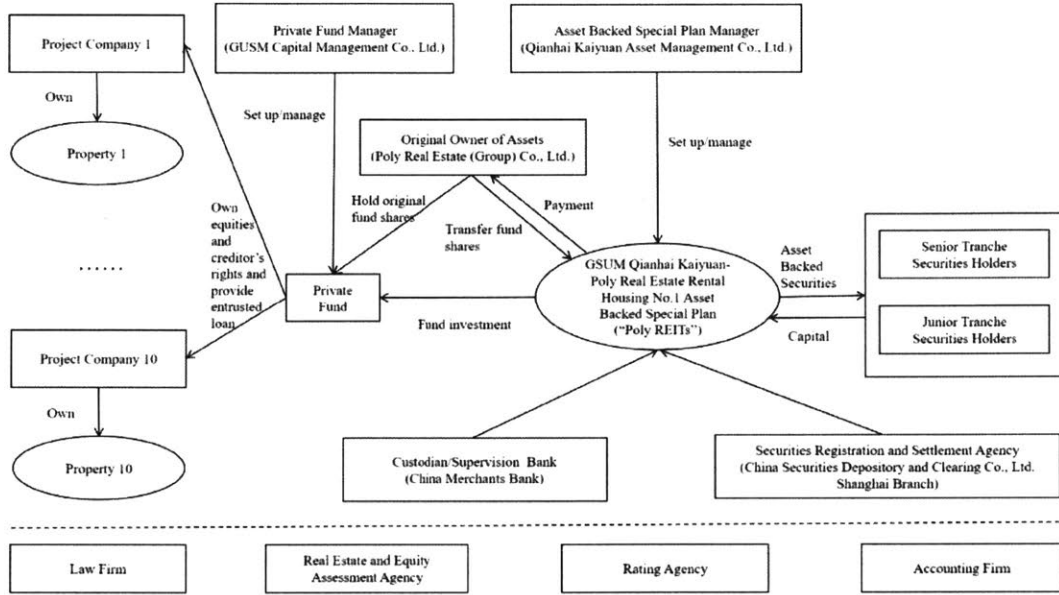 Project Company 1
Private Fund Manager
(GUSM Capital Management Co., Ltd.)
Asset Backed Special Plan Manager
(Qianhai Kaiyuan Asset Management Co., Ltd.)
Own
Set up/manage
Original Owner of Assets
(Poly Real Estate (Group) Co., Ltd.)
Set up/manage
Property 1
Hold original
fund shares
Payment
Transfer fund
shares
Own
equities
and
creditor's
rights and
provide
entrusted
loan
......
Private
Fund
Fund investment
GSUM Qianhai Kaiyuan-
Poly Real Estate Rental
Housing No.1 Asset
Backed Special Plan
("Poly REITs")
Asset
Backed
Securities
Capital
Senior Tranche
Securities Holders
Junior Tranche
Securities Holders
Project Company 10
Own
Property 10
Custodian/Supervision Bank
(China Merchants Bank)
Securities Registration and Settlement Agency
(China Securities Depository and Clearing Co., Ltd.
Shanghai Branch)
Law Firm
Real Estate and Equity
Assessment Agency
Rating Agency
Accounting Firm